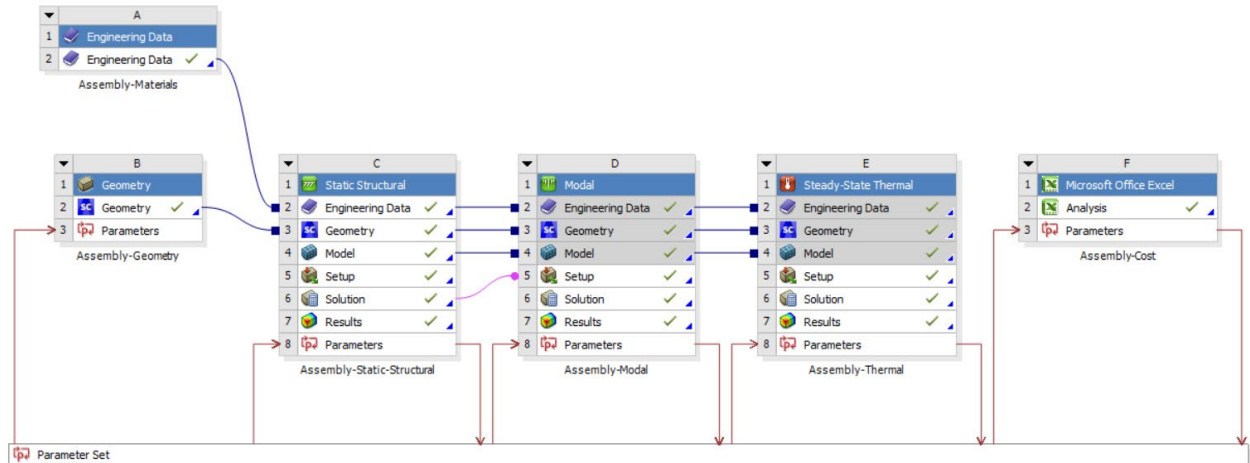 A
1 Engineering Data
2 Engineering Data
Assembly-Materials
B
1 Geometry
2 SC Geometry
3 Parameters
Assembly-Geometry
C
1 Static Structural
2 Engineering Data
3 SC Geometry
4 Model
5 Setup
6 Solution
7 Results
8 Parameters
Assembly-Static-Structural
D
1 Modal
2 Engineering Data
3 SC Geometry
4 Model
5 Setup
6 Solution
7 Results
8 Parameters
Assembly-Modal
E
1 Steady-State Thermal
2 Engineering Data
3 SC Geometry
4 Model
5 Setup
6 Solution
7 Results
8 Parameters
Assembly-Thermal
F
1 Microsoft Office Excel
2 Analysis
3 Parameters
Assembly-Cost
Parameter Set